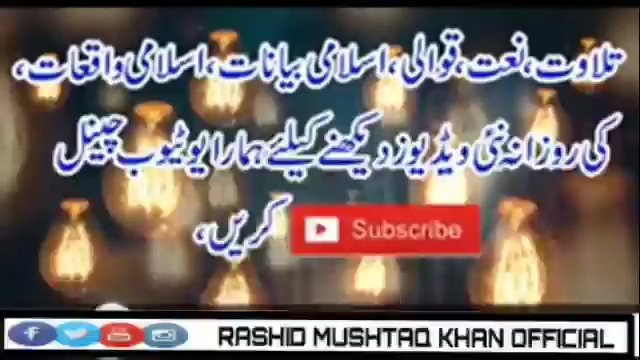 تلاوت، نعت، قوالی، اسلامی بیانات، اسلامی واقعات،
کی روزانہ نئی ویڈیوز دیکھنے کیلئے ہمارا یوٹیوب چینل
Subscribe کریں،
RASHID MUSHTAQ KHAN OFFICIAL